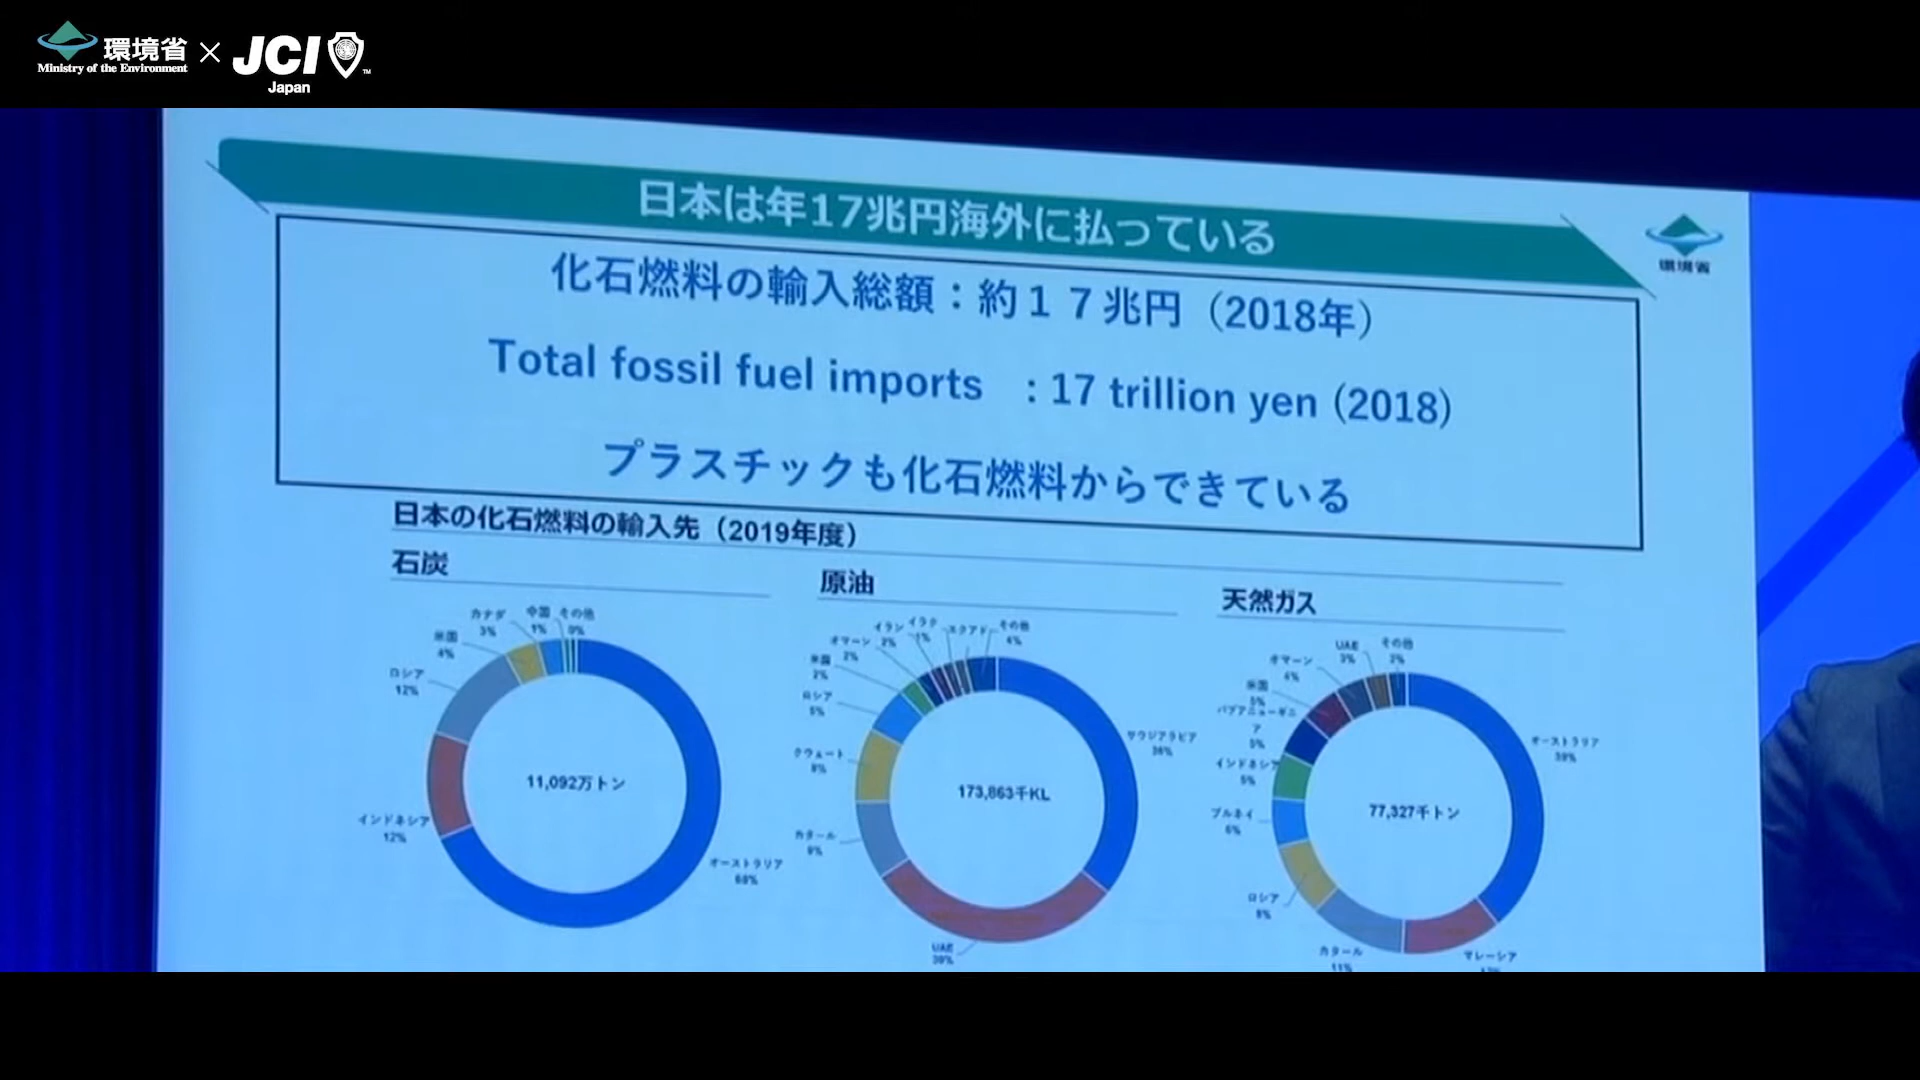 環境省
Ministry of the Environment
×
JCI
TM
Japan
日本は年17兆円海外に払っている
環境省
化石燃料の輸入総額：約１７兆円（2018年）
Total fossil fuel imports : 17 trillion yen (2018)
プラスチックも化石燃料からできている
日本の化石燃料の輸入先（2019年度）
石炭
カナダ
3%
中国
1%
その他
0%
米国
4%
ロシア
12%
11,092万トン
インドネシア
12%
オーストラリア
68%
原油
イラン
2%
イラク
1%
その他
4%
オマーン
2%
米国
2%
ロシア
5%
クウェート
8%
サウジアラビア
36%
173,863千KL
カタール
9%
UAE
天然ガス
UAE
3%
その他
オマーン
4%
米国
5%
パプアニューギニ
ア
5%
オーストラリア
39%
インドネシア
5%
ブルネイ
6%
77,327千トン
ロシア
8%
カタール
11%
マレーシア